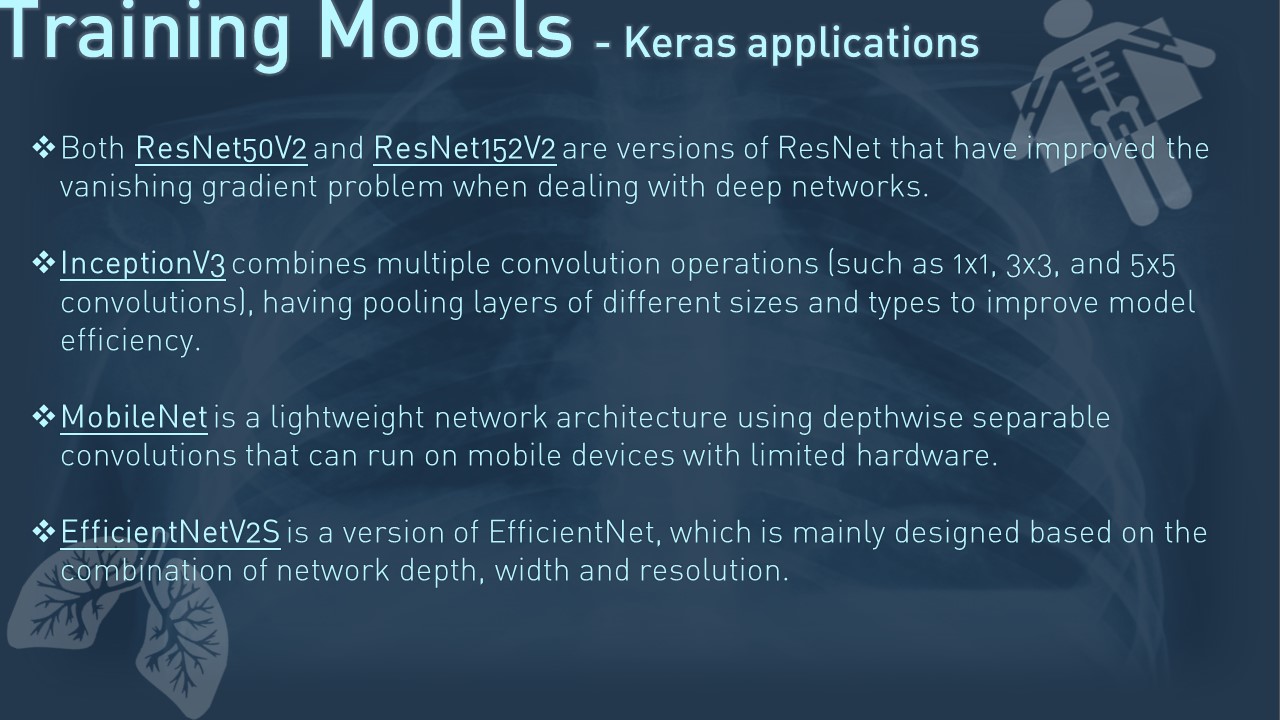 Training Models - Keras applications
❖Both ResNet50V2 and ResNet152V2 are versions of ResNet that have improved the
vanishing gradient problem when dealing with deep networks.
❖InceptionV3 combines multiple convolution operations (such as 1x1, 3x3, and 5x5
convolutions), having pooling layers of different sizes and types to improve model
efficiency.
❖MobileNet is a lightweight network architecture using depthwise separable
convolutions that can run on mobile devices with limited hardware.
❖EfficientNetV2S is a version of EfficientNet, which is mainly designed based on the
combination of network depth, width and resolution.